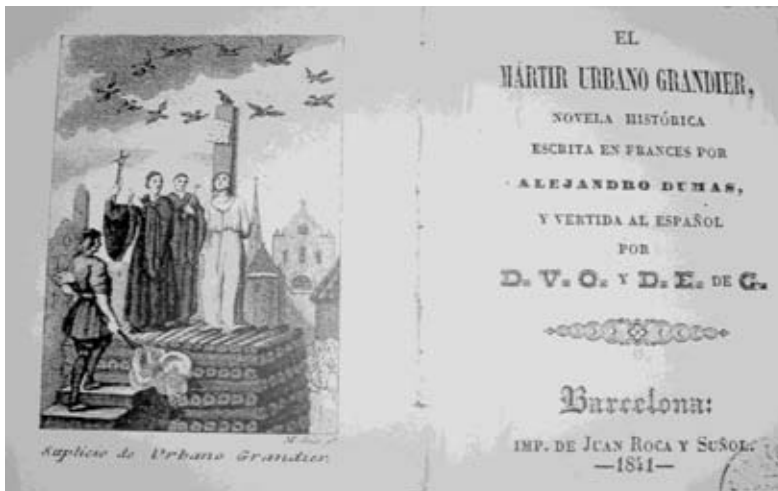 Suplicio de Urbano Grandier.
EL
MÁRTIR URBANO GRANDIER,
NOVELA HISTÓRICA
ESCRITA EN FRANCES POR
ALEJANDRO DUMAS,
Y VERTIDA AL ESPAÑOL
POR
D. V. O. Y D. E. DE G.
Barcelona:
IMP. DE JUAN ROCA Y SUÑOL.
—1841—